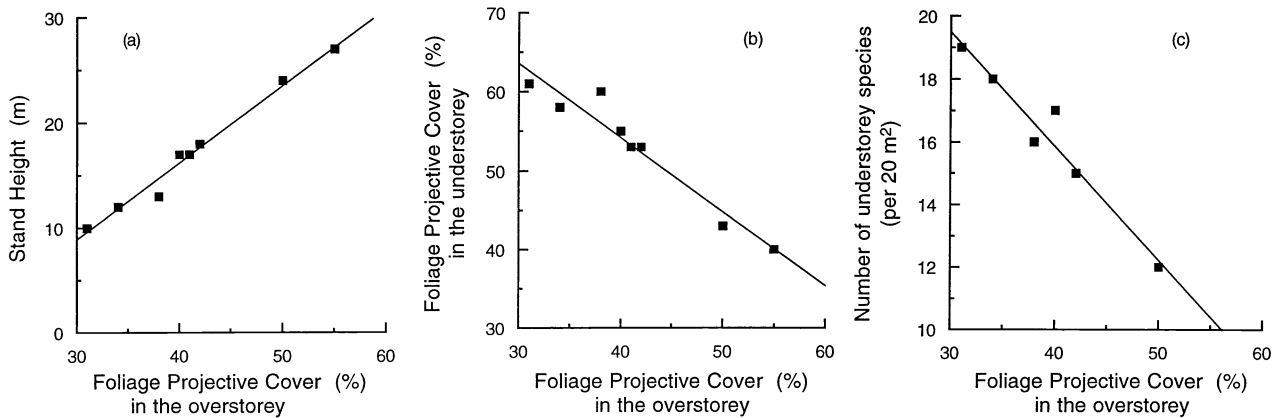 (a)
Stand Height (m)
30
20
10
0
30 40 50 60
Foliage Projective Cover (%)
in the overstorey
(b)
Foliage Projective Cover (%)
in the understorey
70
60
50
40
30
30 40 50 60
Foliage Projective Cover (%)
in the overstorey
(c)
Number of understorey species
(per 20 m²)
20
18
16
14
12
10
30 40 50 60
Foliage Projective Cover (%)
in the overstorey